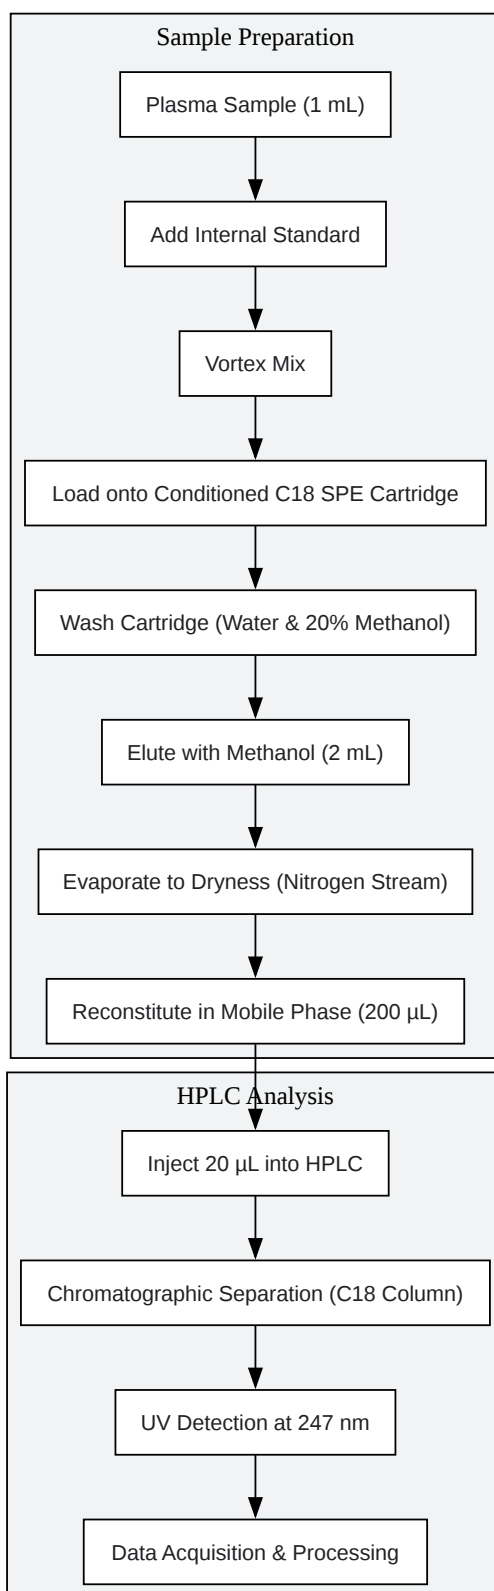 Sample Preparation
Plasma Sample (1 mL)
Add Internal Standard
Vortex Mix
Load onto Conditioned C18 SPE Cartridge
Wash Cartridge (Water & 20% Methanol)
Elute with Methanol (2 mL)
Evaporate to Dryness (Nitrogen Stream)
Reconstitute in Mobile Phase (200 µL)
HPLC Analysis
Inject 20 µL into HPLC
Chromatographic Separation (C18 Column)
UV Detection at 247 nm
Data Acquisition & Processing